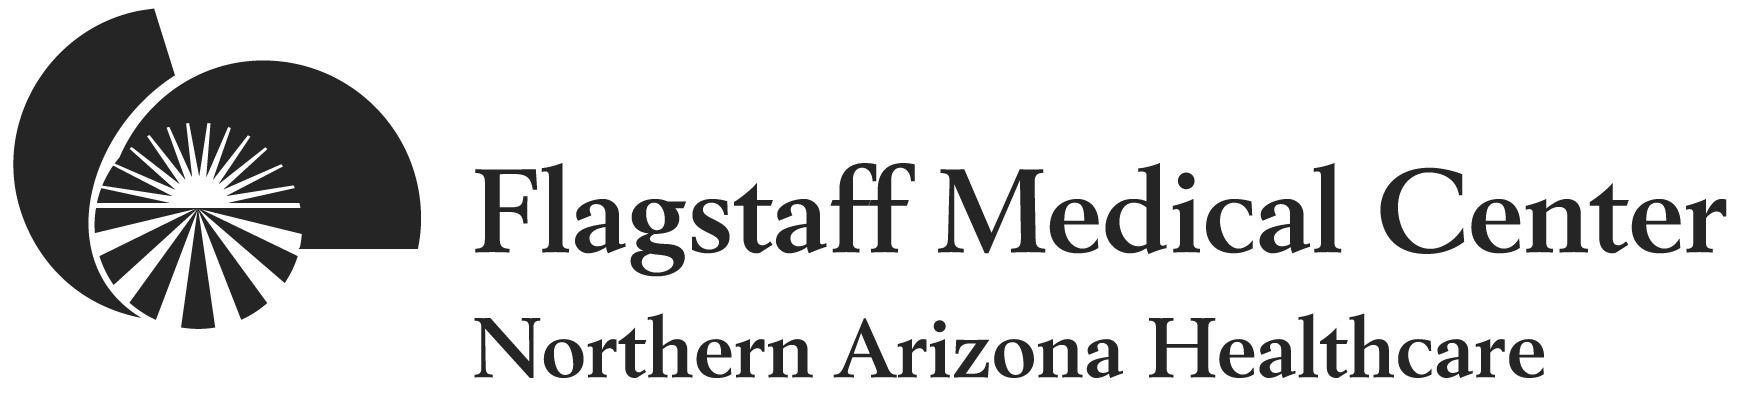 Flagstaff Medical Center
Northern Arizona Healthcare